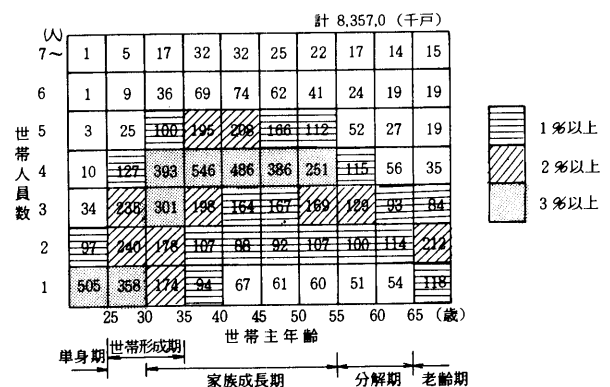 計 8,357,0 (千戸)
(人)
7～ 1 5 17 32 32 25 22 17 14 15
6 1 9 36 69 74 62 41 24 19 19
5 3 25 100 195 208 166 112 52 27 19
4 10 127 393 546 486 386 251 115 56 35
3 34 235 301 198 164 167 169 129 93 84
2 97 240 178 107 88 92 107 100 114 212
1 505 358 174 94 67 61 60 51 54 118
25 30 35 40 45 50 55 60 65 (歳)
世帯人員数
世帯主年齢
単身期 世帯形成期 家族成長期 分解期 老齢期
1%以上
2%以上
3%以上